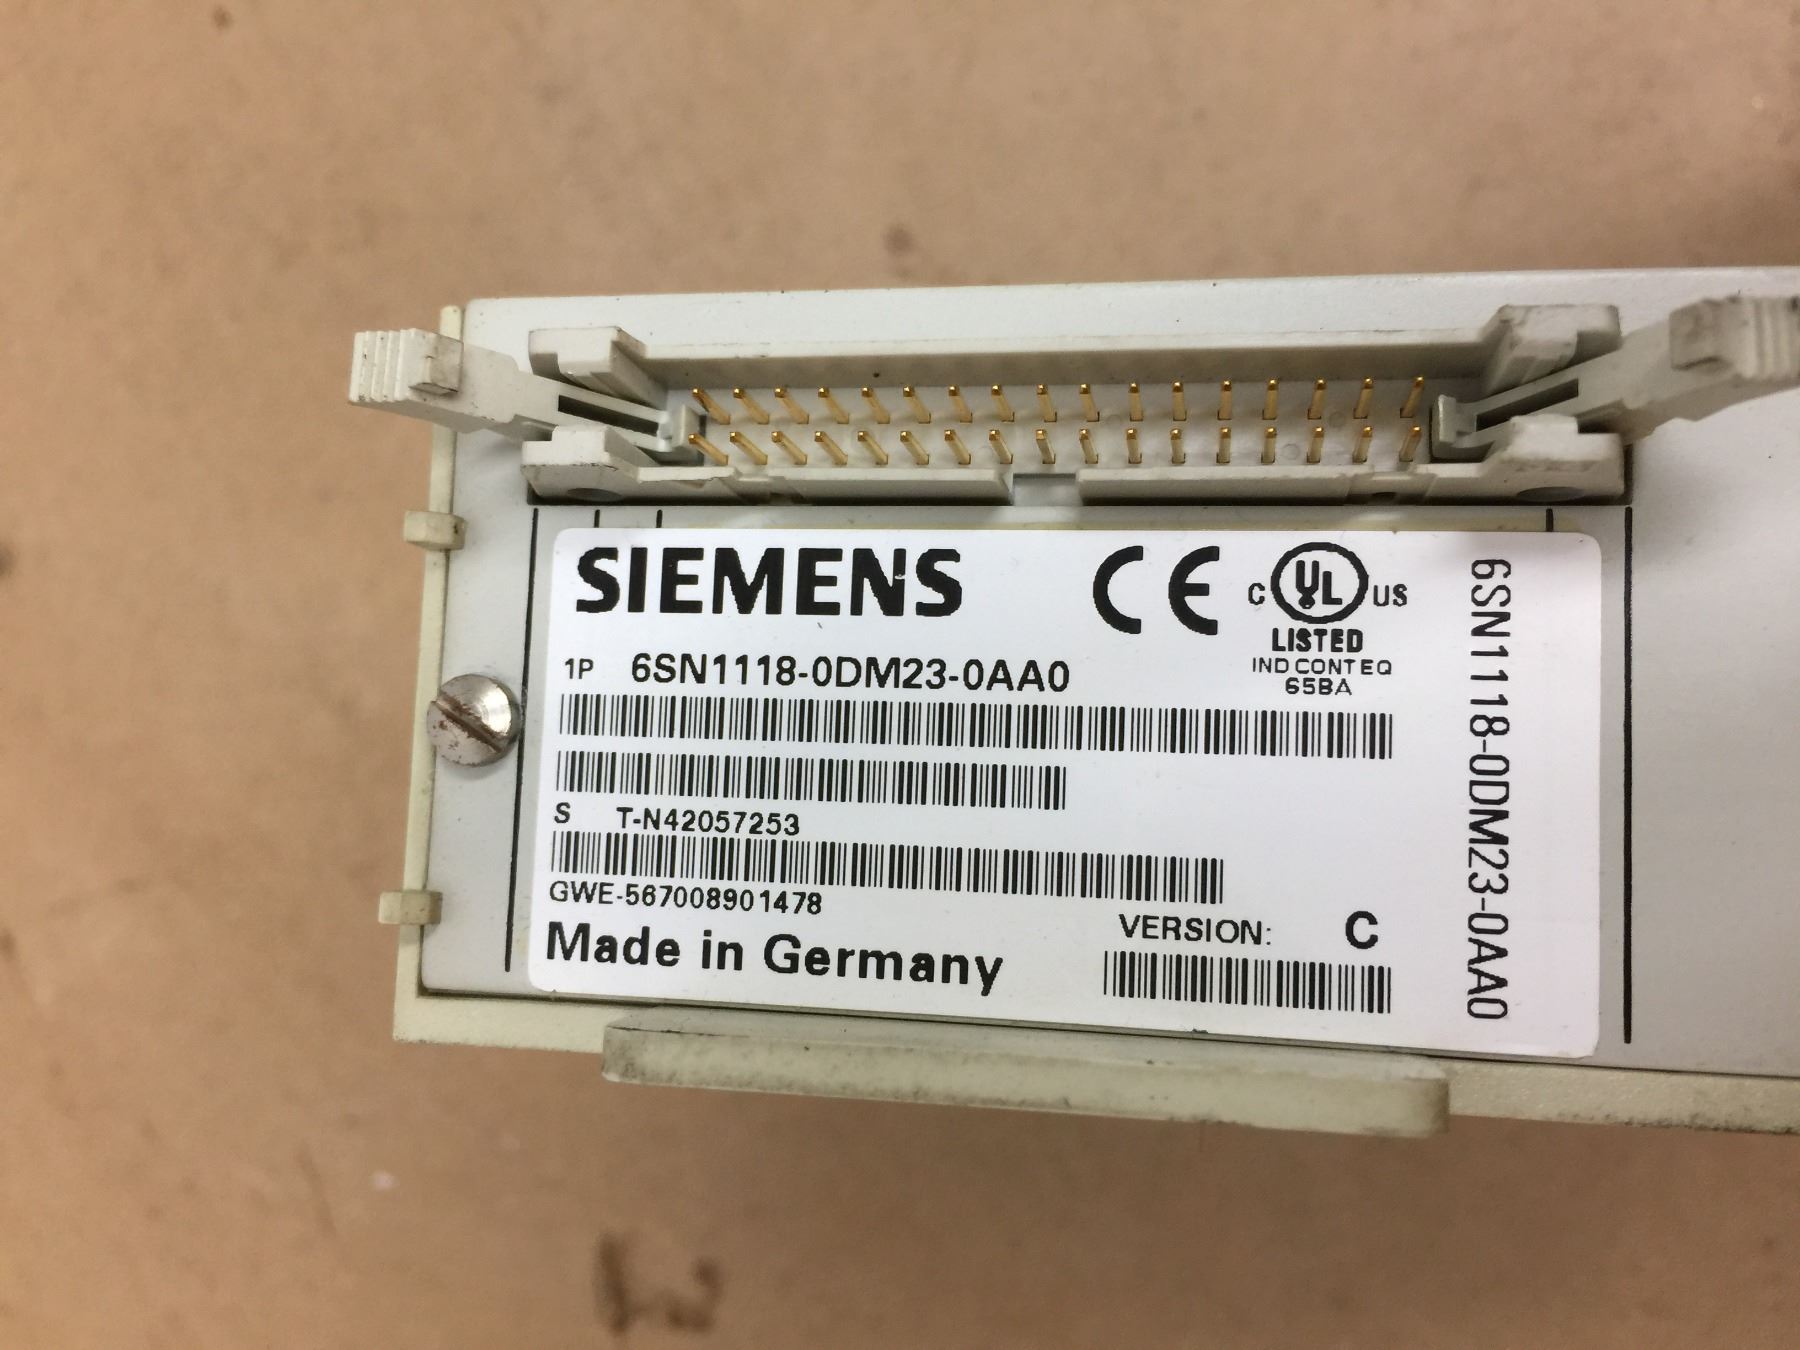 SIEMENS
CE
C UL US
LISTED
IND CONT EQ
65BA
1P 6SN1118-0DM23-0AA0
S T-N42057253
GWE-567008901478
Made in Germany
VERSION: C
6SN1118-0DM23-0AA0